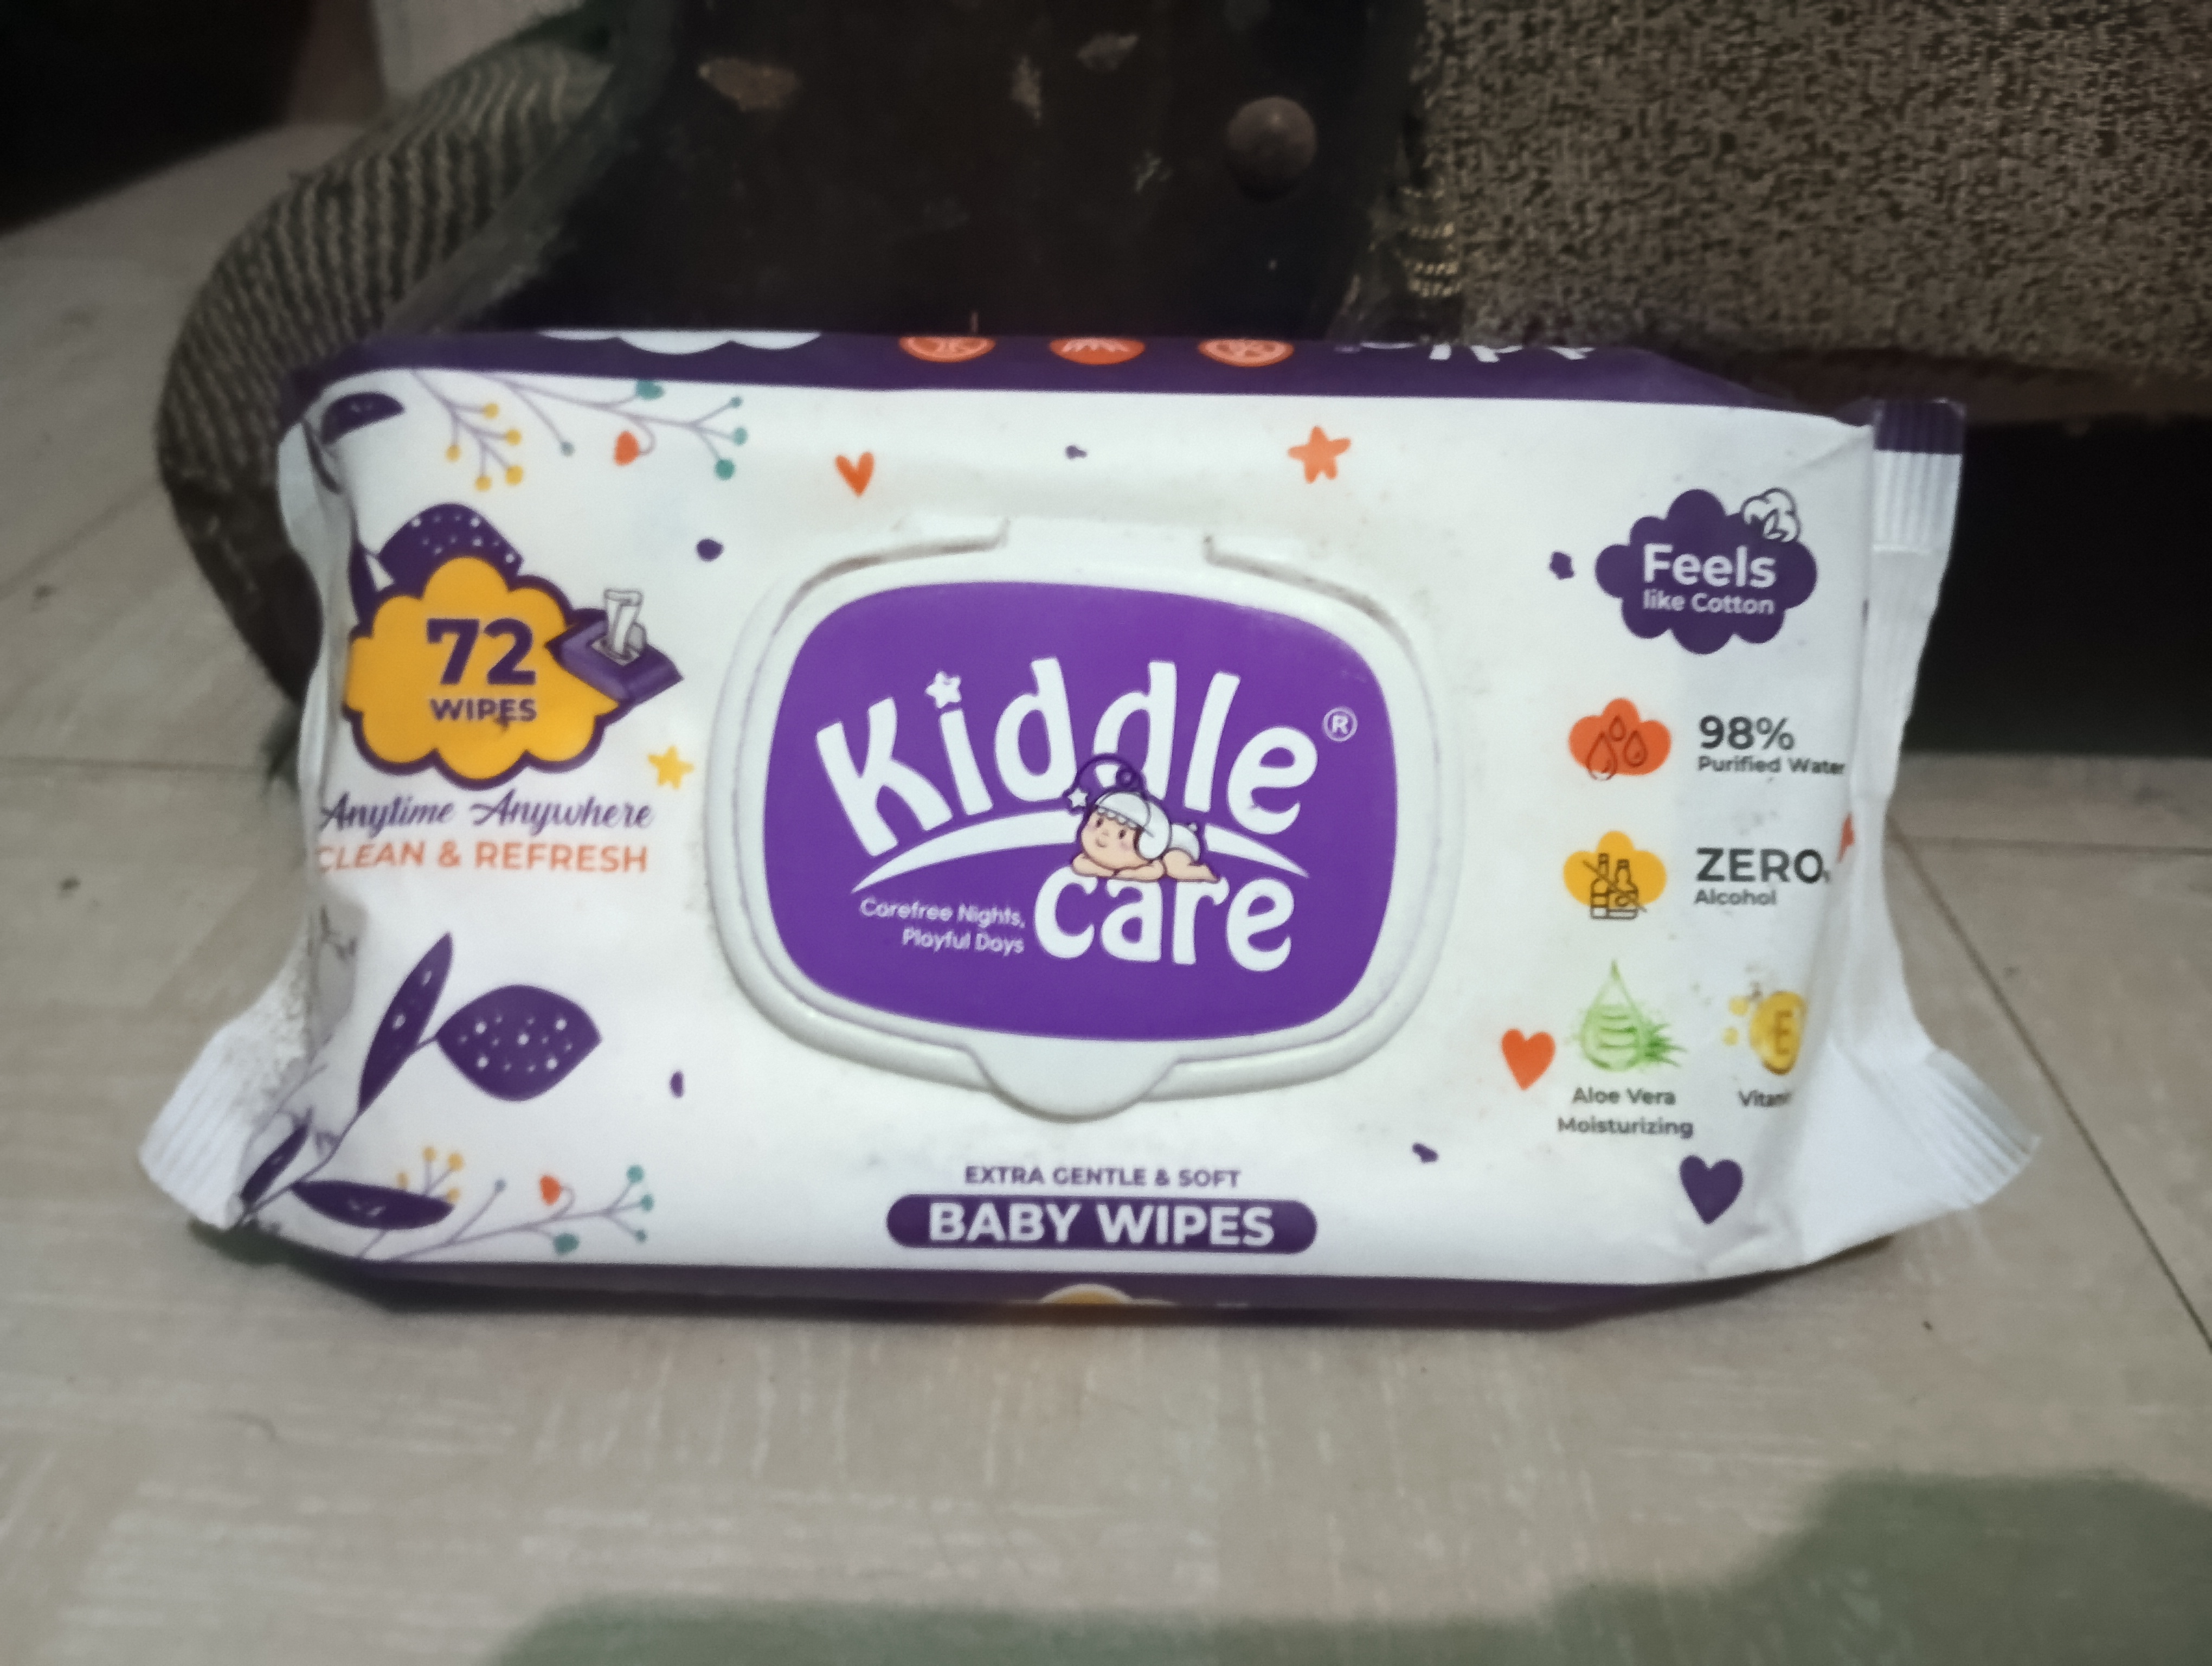 72
WIPES
Anytime Anywhere
CLEAN & REFRESH
Kiddle®
care
Carefree Nights,
Playful Days
EXTRA GENTLE & SOFT
BABY WIPES
Feels
like Cotton
98%
Purified Water
ZERO
Alcohol
E
Aloe Vera
Moisturizing